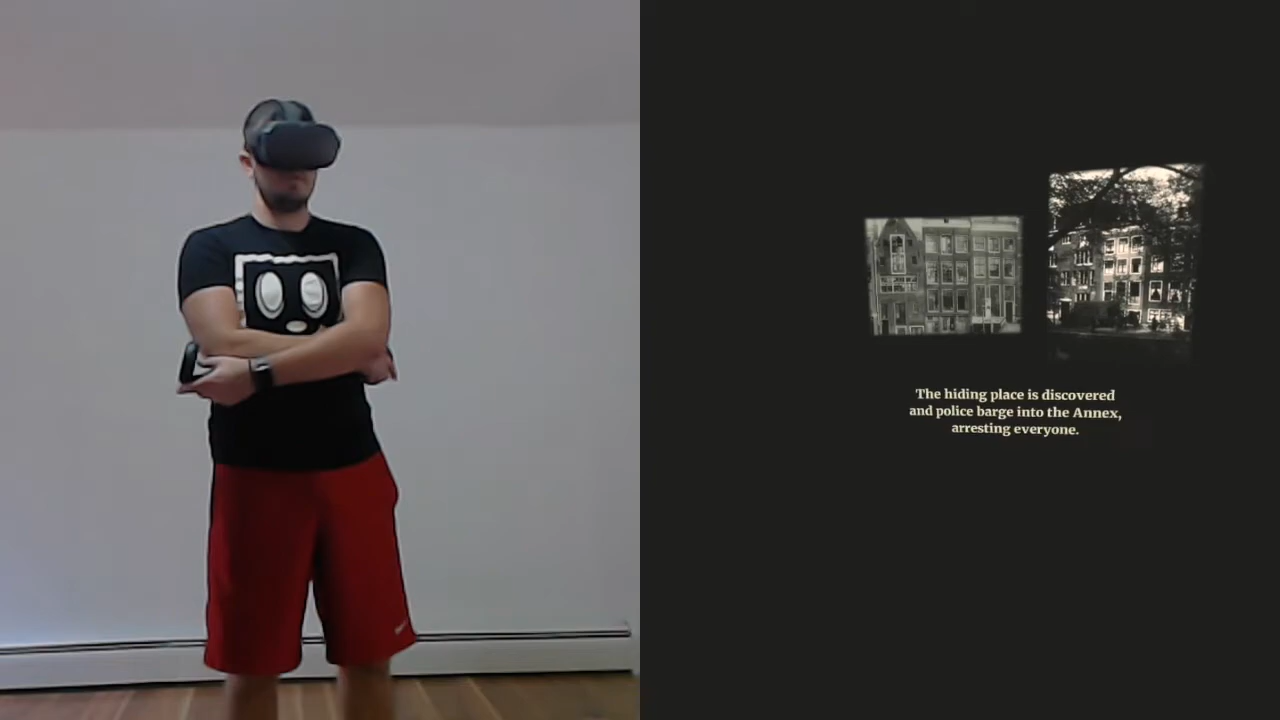 The hiding place is discovered
and police barge into the Annex,
arresting everyone.